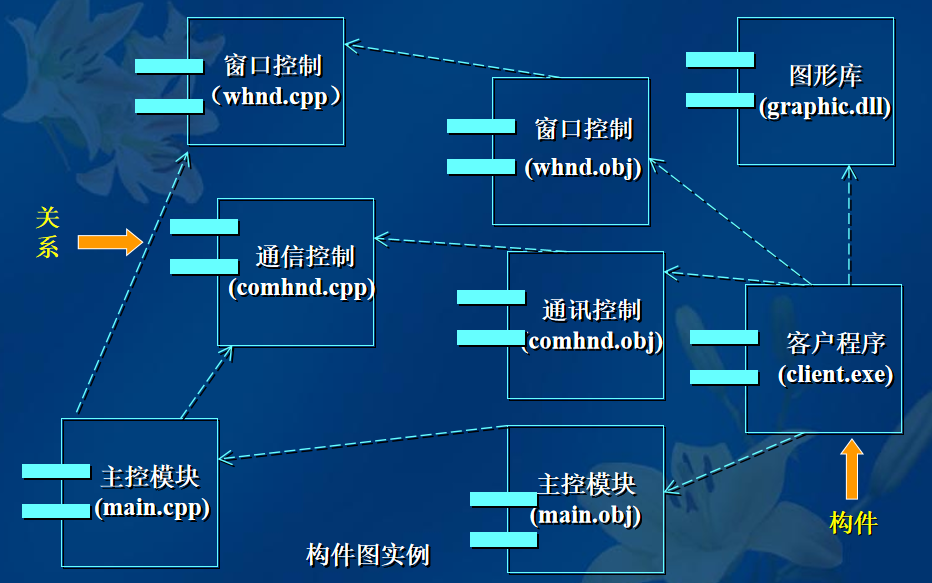 窗口控制
（whnd.cpp）
图形库
(graphic.dll)
窗口控制
(whnd.obj)
关
系
通信控制
(comhnd.cpp)
通讯控制
(comhnd.obj)
客户程序
(client.exe)
主控模块
(main.cpp)
主控模块
(main.obj)
构件
构件图实例